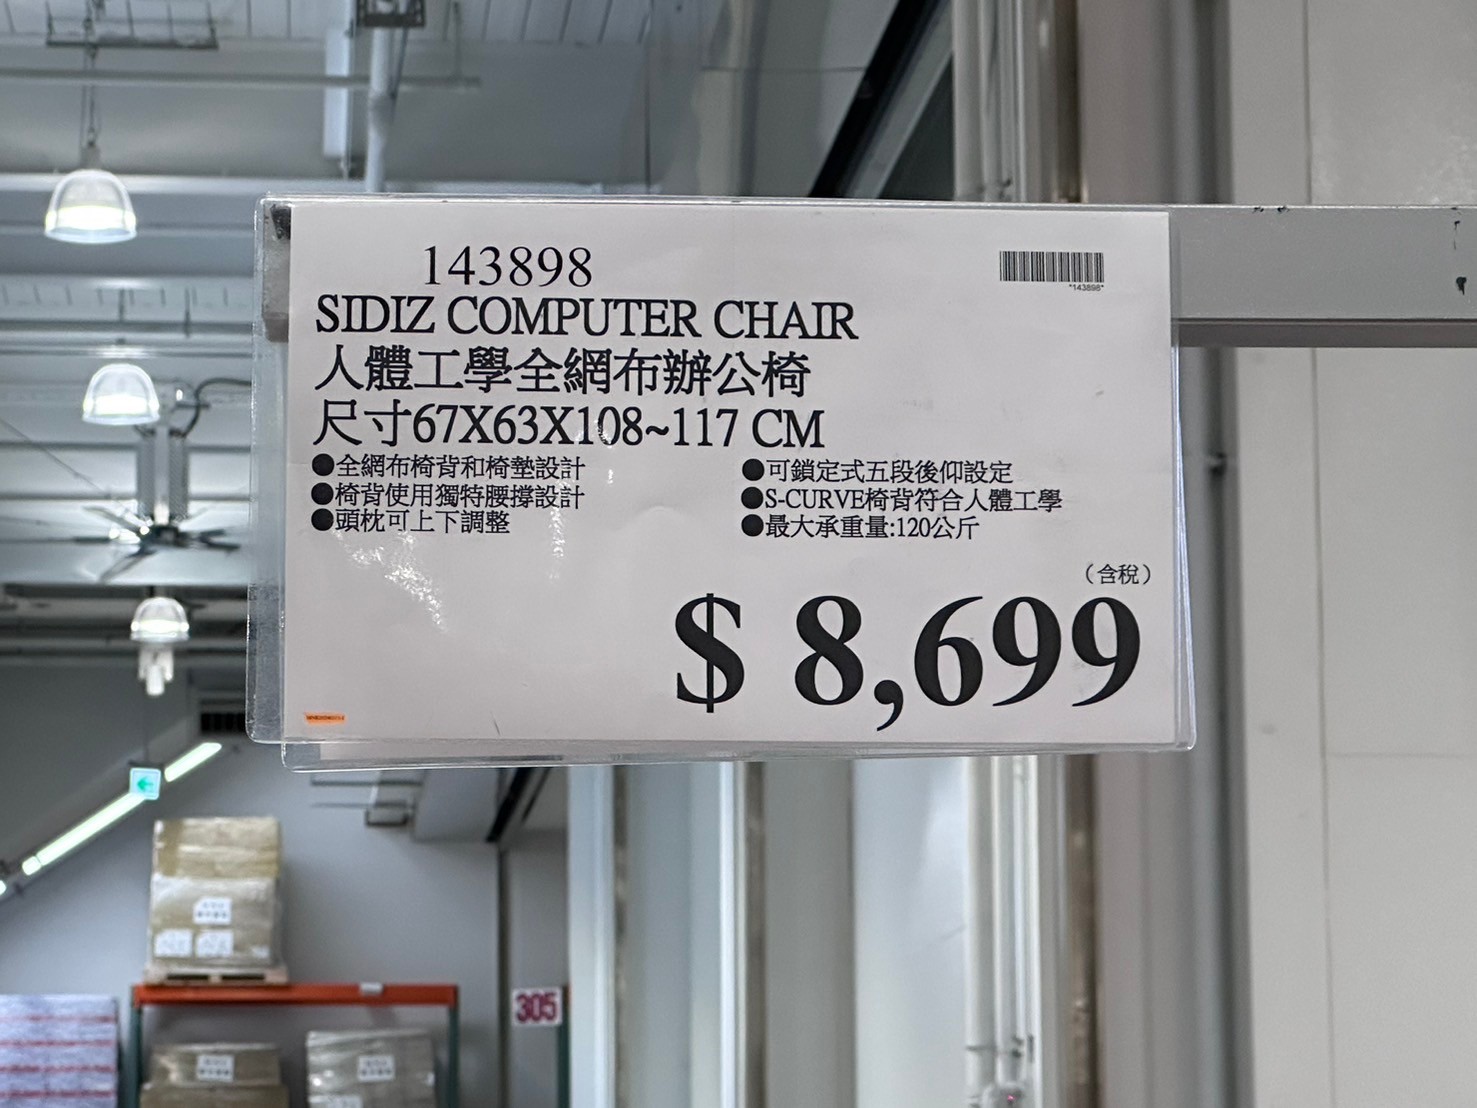 143898
*143898*
SIDIZ COMPUTER CHAIR
人體工學全網布辦公椅
尺寸67X63X108~117 CM
●全網布椅背和椅墊設計
●椅背使用獨特腰撐設計
●頭枕可上下調整
●可鎖定式五段後仰設定
●S-CURVE椅背符合人體工學
●最大承重量:120公斤
（含稅）
$ 8,699
305